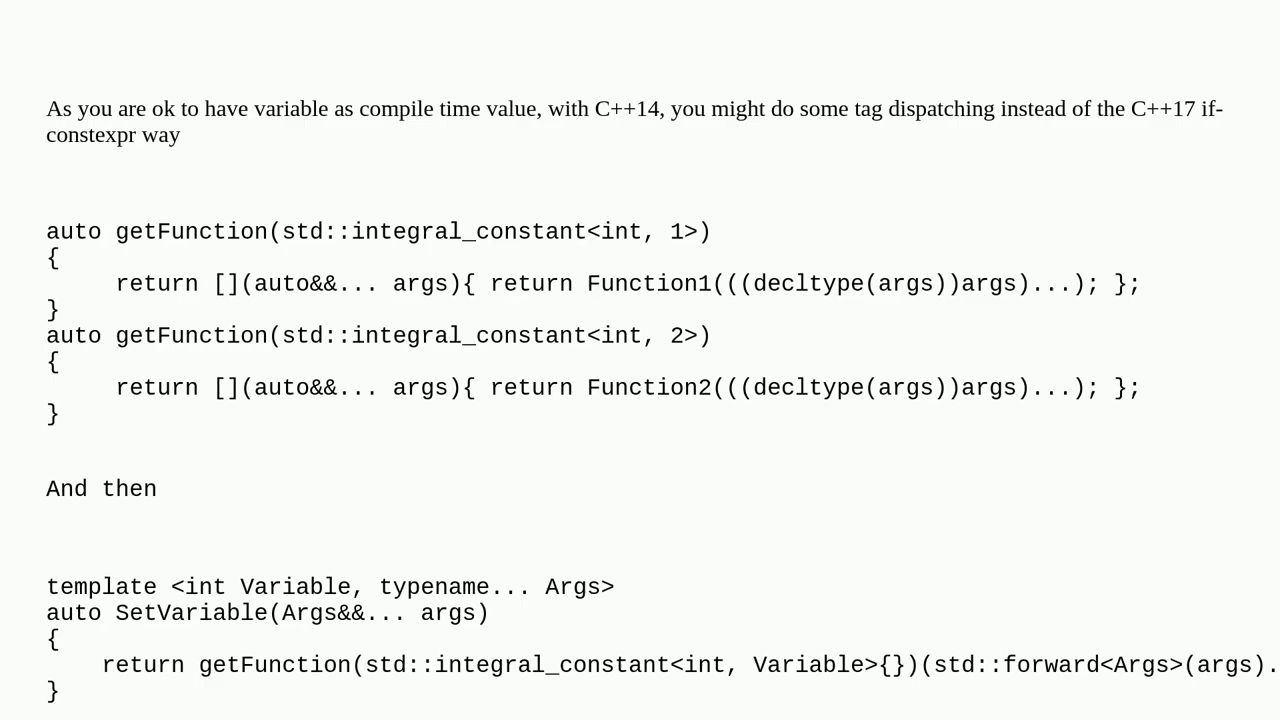 As you are ok to have variable as compile time value, with C++14, you might do some tag dispatching instead of the C++17 if-
constexpr way
auto getFunction(std::integral_constant<int, 1>)
{
     return [](auto&&... args){ return Function1(((decltype(args))args)...); };
}
auto getFunction(std::integral_constant<int, 2>)
{
     return [](auto&&... args){ return Function2(((decltype(args))args)...); };
}
And then
template <int Variable, typename... Args>
auto SetVariable(Args&&... args)
{
    return getFunction(std::integral_constant<int, Variable>{})(std::forward<Args>(args).
}